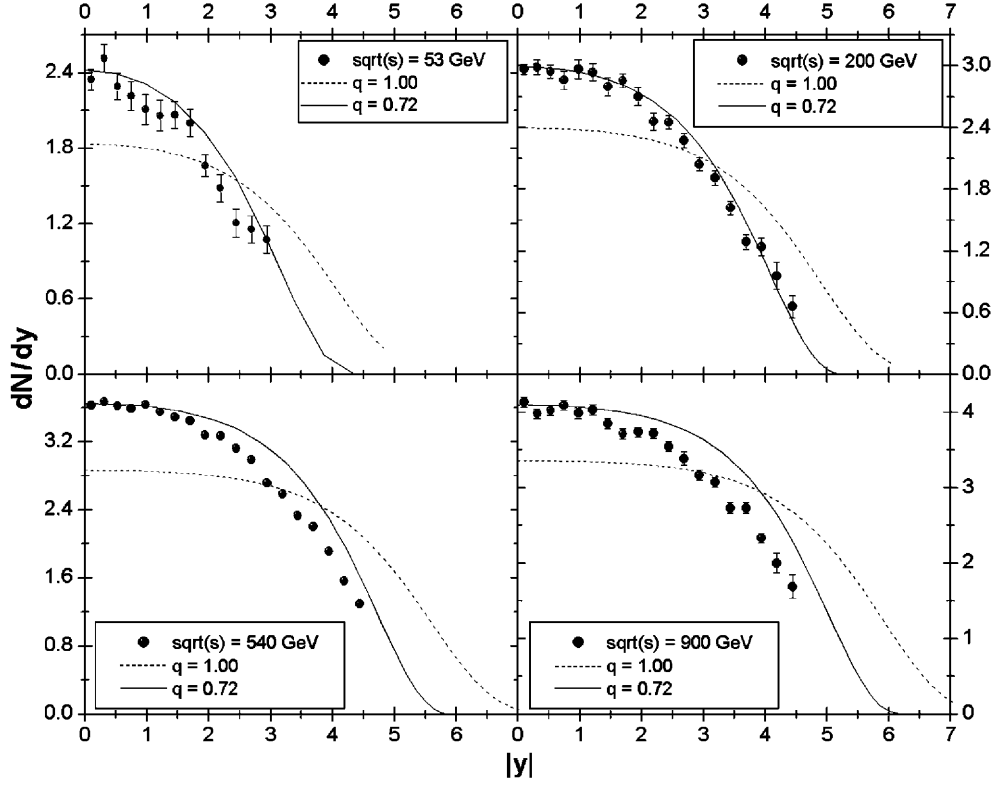 0 1 2 3 4 5 6
0 1 2 3 4 5 6 7
sqrt(s) = 53 GeV
q = 1.00
q = 0.72
sqrt(s) = 200 GeV
q = 1.00
q = 0.72
2.4
1.8
1.2
0.6
0.0
3.0
2.4
1.8
1.2
0.6
0.0
dN/dy
3.2
2.4
1.6
0.8
0.0
4
3
2
1
0
sqrt(s) = 540 GeV
q = 1.00
q = 0.72
sqrt(s) = 900 GeV
q = 1.00
q = 0.72
0 1 2 3 4 5 6
0 1 2 3 4 5 6 7
|y|